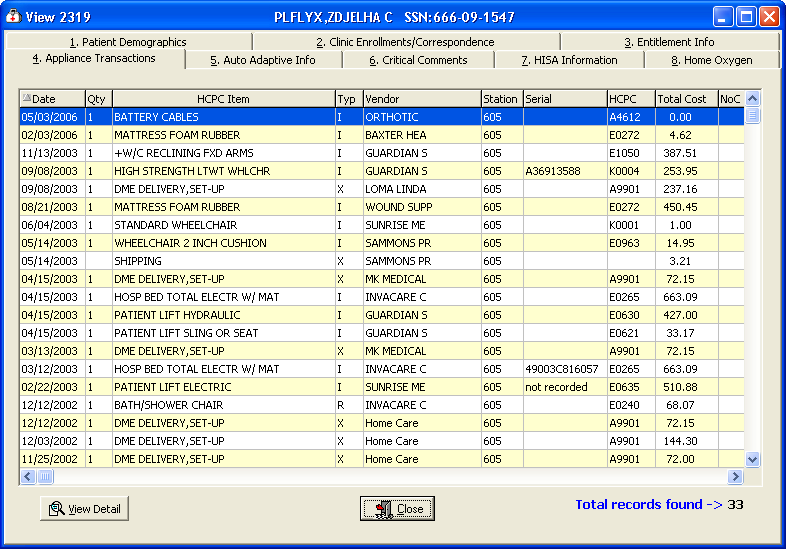 View 2319 PLFLYX,ZDJELHA C SSN:666-09-1547
1. Patient Demographics 2. Clinic Enrollments/Correspondence 3. Entitlement Info
4. Appliance Transactions 5. Auto Adaptive Info 6. Critical Comments 7. HISA Information 8. Home Oxygen
Date Qty HCPC Item Typ Vendor Station Serial HCPC Total Cost NoC
05/03/2006 1 BATTERY CABLES I ORTHOTIC 605 A4612 0.00
02/03/2006 1 MATTRESS FOAM RUBBER I BAXTER HEA 605 E0272 4.62
11/13/2003 1 +W/C RECLINING FXD ARMS I GUARDIAN S 605 E1050 387.51
09/08/2003 1 HIGH STRENGTH LTWT WHLCHR I GUARDIAN S 605 A36913588 K0004 253.95
09/08/2003 1 DME DELIVERY,SET-UP X LOMA LINDA 605 A9901 237.16
08/21/2003 1 MATTRESS FOAM RUBBER I WOUND SUPP 605 E0272 450.45
06/04/2003 1 STANDARD WHEELCHAIR I SUNRISE ME 605 K0001 1.00
05/14/2003 1 WHEELCHAIR 2 INCH CUSHION I SAMMONS PR 605 E0963 14.95
05/14/2003 SHIPPING X SAMMONS PR 605 3.21
04/15/2003 1 DME DELIVERY,SET-UP X MK MEDICAL 605 A9901 72.15
04/15/2003 1 HOSP BED TOTAL ELECTR W/ MAT I INVACARE C 605 E0265 663.09
04/15/2003 1 PATIENT LIFT HYDRAULIC I GUARDIAN S 605 E0630 427.00
04/15/2003 1 PATIENT LIFT SLING OR SEAT I GUARDIAN S 605 E0621 33.17
03/13/2003 1 DME DELIVERY,SET-UP X MK MEDICAL 605 A9901 72.15
03/12/2003 1 HOSP BED TOTAL ELECTR W/ MAT I INVACARE C 605 49003C816057 E0265 663.09
02/22/2003 1 PATIENT LIFT ELECTRIC I SUNRISE ME 605 not recorded E0635 510.88
12/12/2002 1 BATH/SHOWER CHAIR R INVACARE C 605 E0240 68.07
12/12/2002 1 DME DELIVERY,SET-UP X Home Care 605 A9901 72.15
12/03/2002 1 DME DELIVERY,SET-UP X Home Care 605 A9901 144.30
11/25/2002 1 DME DELIVERY,SET-UP X Home Care 605 A9901 72.00
View Detail Close Total records found -> 33